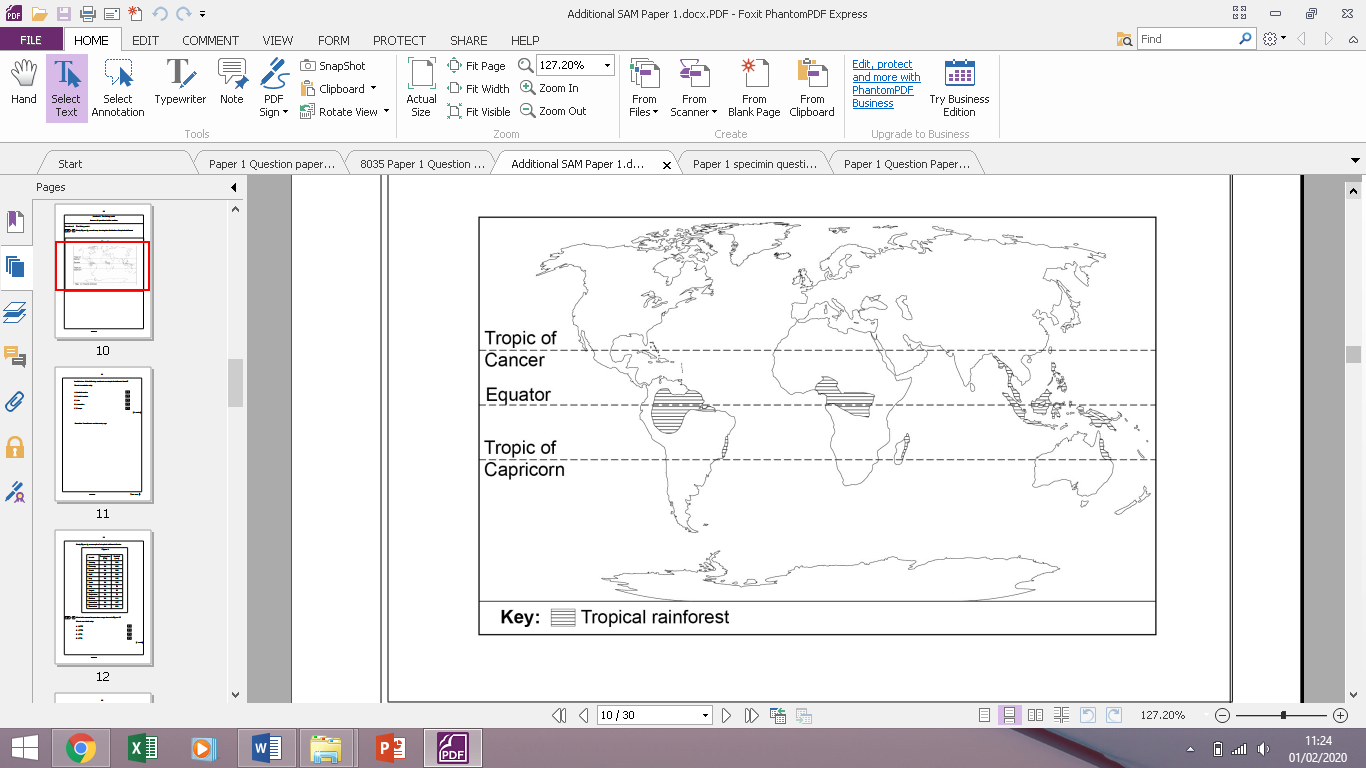 Additional SAM Paper 1.docx.PDF - Foxit PhantomPDF Express
FILE HOME EDIT COMMENT VIEW FORM PROTECT SHARE HELP
Find
Hand
Select Text
Select Annotation
Typewriter
Note
PDF Sign
SnapShot
Clipboard
Rotate View
Tools
Actual Size
Fit Page
Fit Width
Fit Visible
127.20%
Zoom In
Zoom Out
Zoom
From Files
From Scanner
From Blank Page
From Clipboard
Create
Edit, protect
and more with
PhantomPDF
Business
Try Business
Edition
Upgrade to Business
Start
Paper 1 Question paper...
8035 Paper 1 Question ...
Additional SAM Paper 1.d...
Paper 1 specimin questi...
Paper 1 Question Paper...
Pages
10
11
12
Tropic of
Cancer
Equator
Tropic of
Capricorn
Key: Tropical rainforest
10 / 30
127.20%
PDF
11:24
01/02/2020